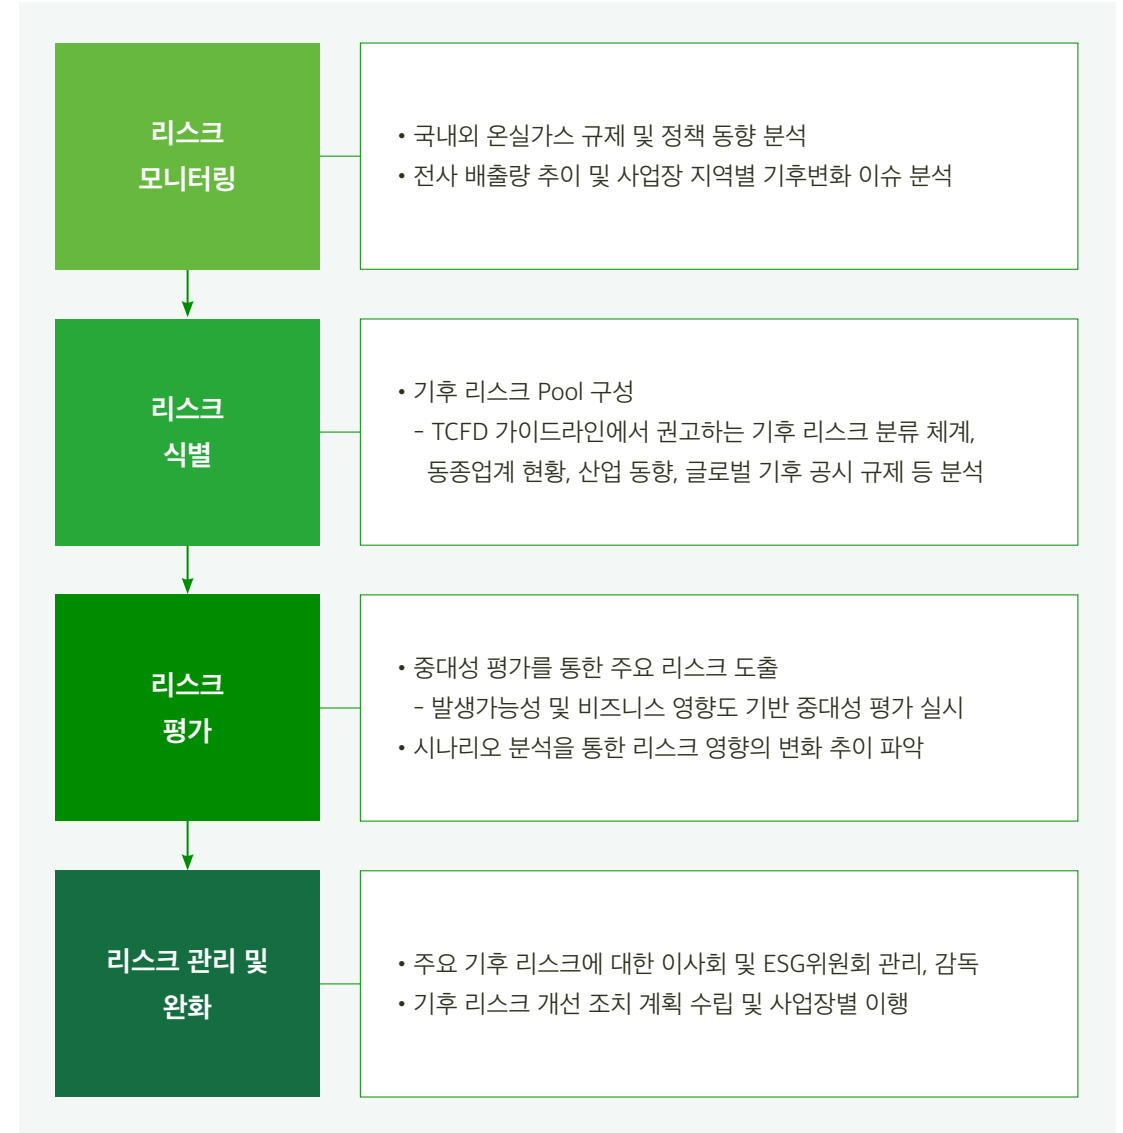 리스크
모니터링
• 국내외 온실가스 규제 및 정책 동향 분석
• 전사 배출량 추이 및 사업장 지역별 기후변화 이슈 분석
리스크
식별
• 기후 리스크 Pool 구성
– TCFD 가이드라인에서 권고하는 기후 리스크 분류 체계,
동종업계 현황, 산업 동향, 글로벌 기후 공시 규제 등 분석
리스크
평가
• 중대성 평가를 통한 주요 리스크 도출
– 발생가능성 및 비즈니스 영향도 기반 중대성 평가 실시
• 시나리오 분석을 통한 리스크 영향의 변화 추이 파악
리스크 관리 및
완화
• 주요 기후 리스크에 대한 이사회 및 ESG위원회 관리, 감독
• 기후 리스크 개선 조치 계획 수립 및 사업장별 이행